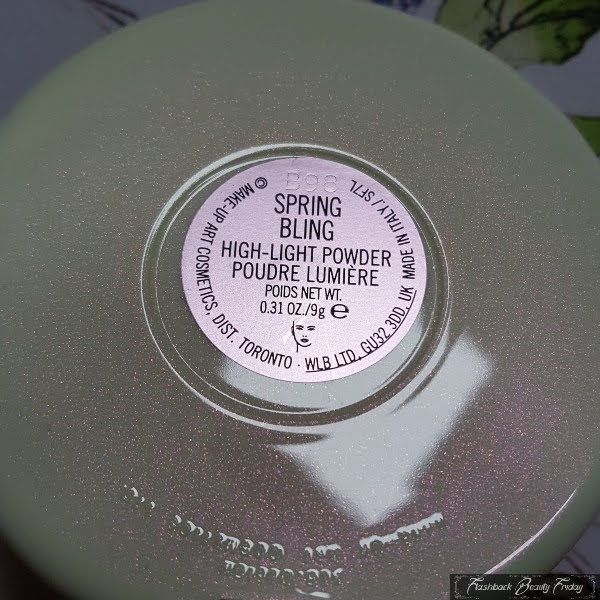 B98
SPRING
BLING
HIGH-LIGHT POWDER
POUDRE LUMIÈRE
POIDS NET WT.
0.31 OZ./9g e
© MAKE-UP ART COSMETICS, DIST. TORONTO · WLB LTD, GU32 3DD, UK MADE IN ITALY / SF7L
Flashback Beauty Friday